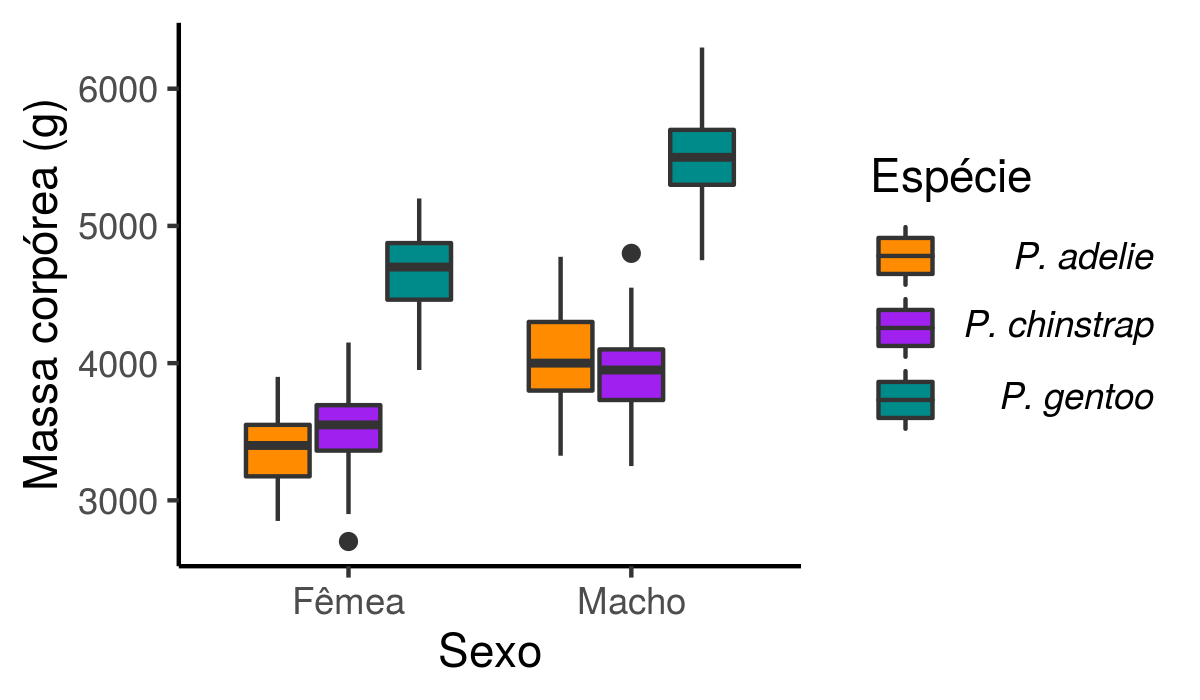 Massa corpórea (g)
6000
5000
4000
3000
Fêmea
Macho
Sexo
Espécie
P. adelie
P. chinstrap
P. gentoo